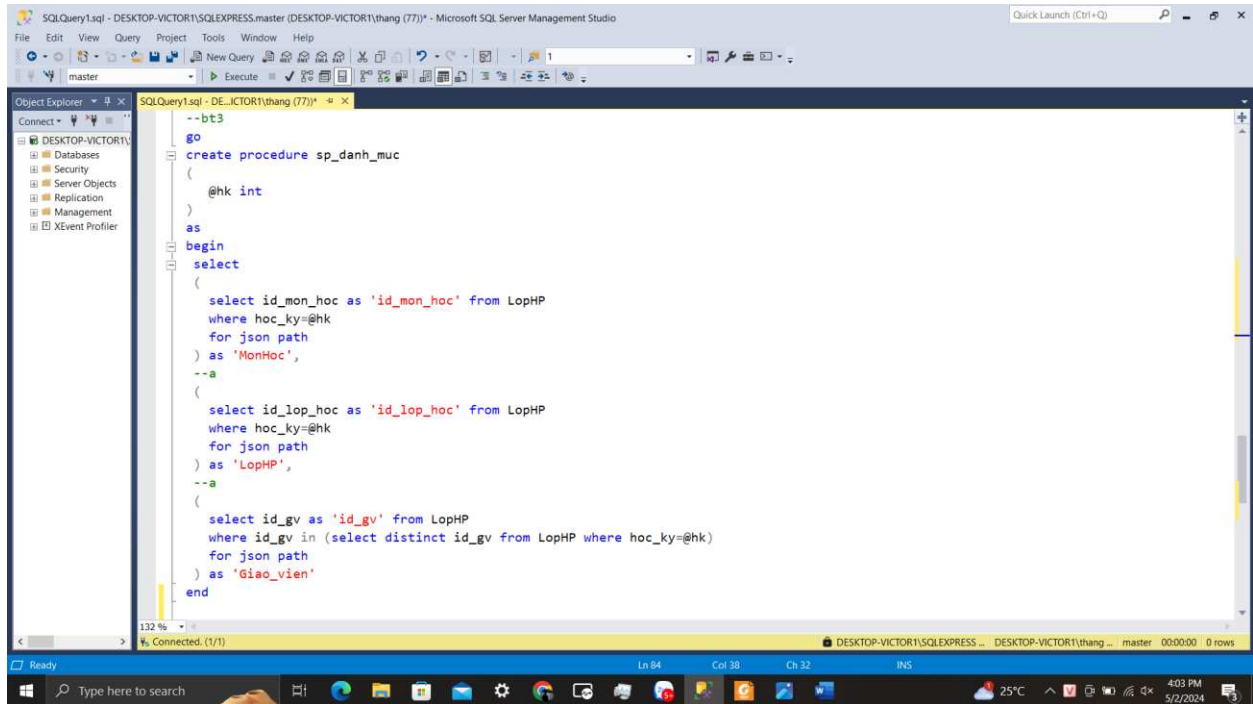 SQLQuery1.sql - DESKTOP-VICTOR1\SQLEXPRESS.master (DESKTOP-VICTOR1\thang (77))* - Microsoft SQL Server Management Studio
Quick Launch (Ctrl+Q)
File Edit View Query Project Tools Window Help
New Query 1
master Execute
Object Explorer
SQLQuery1.sql - DE...ICTOR1\thang (77))*
Connect
DESKTOP-VICTOR1\
Databases
Security
Server Objects
Replication
Management
XEvent Profiler
--bt3
go
create procedure sp_danh_muc
(
@hk int
)
as
begin
select
(
select id_mon_hoc as 'id_mon_hoc' from LopHP
where hoc_ky=@hk
for json path
) as 'MonHoc',
--a
(
select id_lop_hoc as 'id_lop_hoc' from LopHP
where hoc_ky=@hk
for json path
) as 'LopHP',
--a
(
select id_gv as 'id_gv' from LopHP
where id_gv in (select distinct id_gv from LopHP where hoc_ky=@hk)
for json path
) as 'Giao_vien'
end
132 %
Connected. (1/1)
DESKTOP-VICTOR1\SQLEXPRESS ... DESKTOP-VICTOR1\thang ... master 00:00:00 0 rows
Ready Ln 84 Col 38 Ch 32 INS
Type here to search
25°C
4:03 PM
5/2/2024